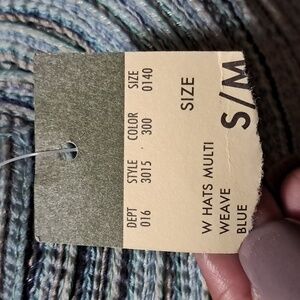 DEPT STYLE COLOR SIZE
016 3015 300 0140
SIZE
S/M
W HATS MULTI
WEAVE
BLUE